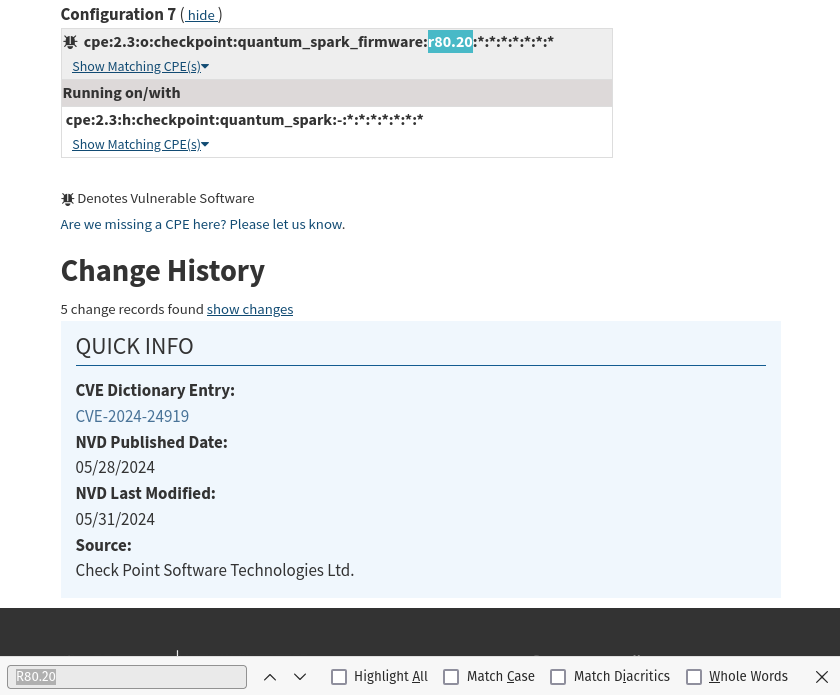 Configuration 7 ( hide )
cpe:2.3:o:checkpoint:quantum_spark_firmware:r80.20:*:*:*:*:*:*:*
Show Matching CPE(s)
Running on/with
cpe:2.3:h:checkpoint:quantum_spark:-:*:*:*:*:*:*:*
Show Matching CPE(s)
Denotes Vulnerable Software
Are we missing a CPE here? Please let us know.
Change History
5 change records found show changes
QUICK INFO
CVE Dictionary Entry:
CVE-2024-24919
NVD Published Date:
05/28/2024
NVD Last Modified:
05/31/2024
Source:
Check Point Software Technologies Ltd.
R80.20 Highlight All Match Case Match Diacritics Whole Words